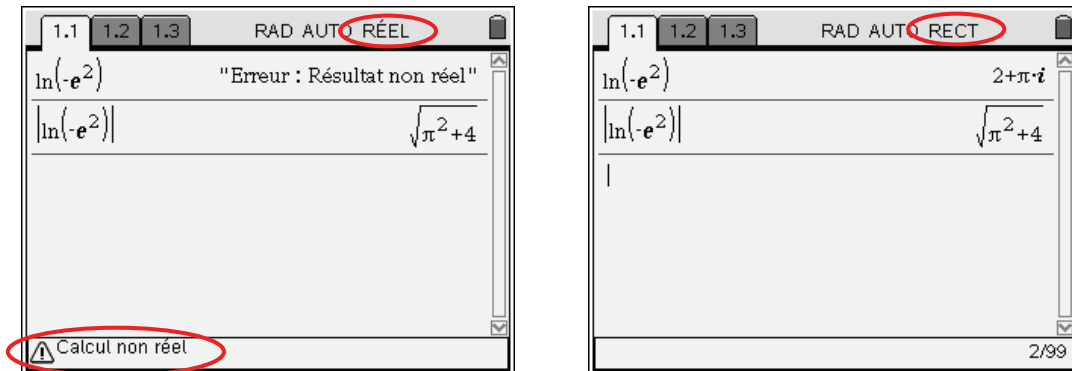 1.1 1.2 1.3 RAD AUTO RÉEL
ln(-e²) "Erreur : Résultat non réel"
|ln(-e²)| √π²+4
Calcul non réel
1.1 1.2 1.3 RAD AUTO RECT
ln(-e²) 2+π·i
|ln(-e²)| √π²+4
2/99